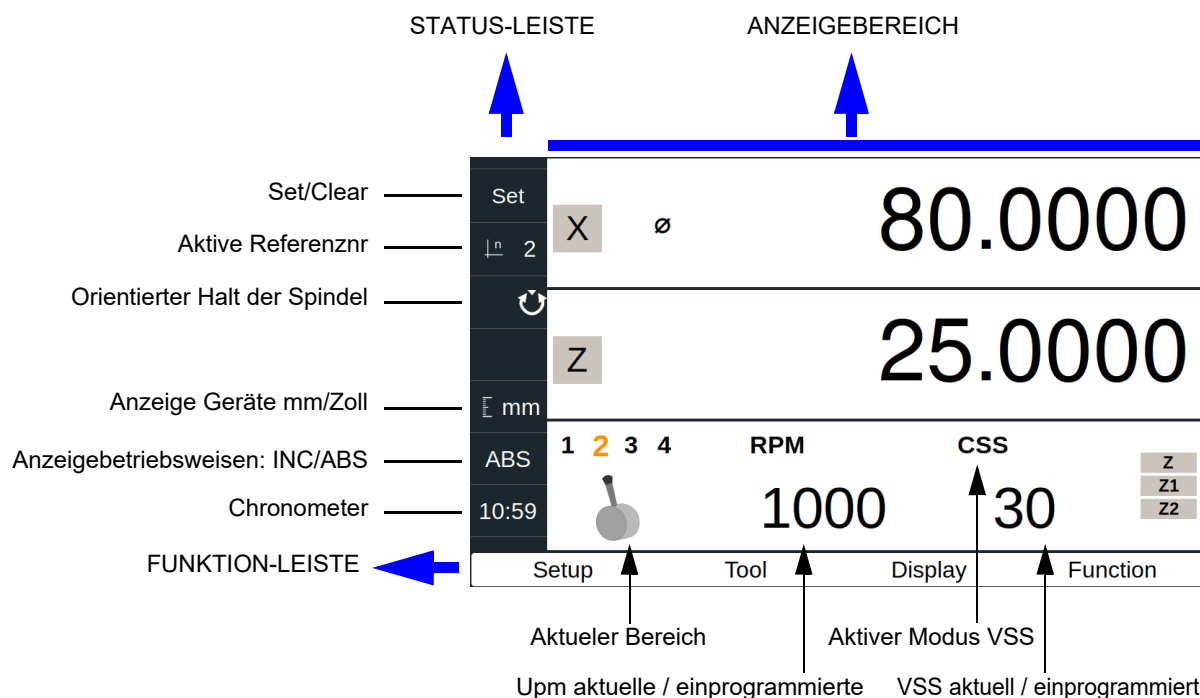 STATUS-LEISTE ANZEIGEBEREICH
Set/Clear Set
X ⌀ 80.0000
Aktive Referenznr n 2
Orientierter Halt der Spindel
Z 25.0000
Anzeige Geräte mm/Zoll mm
Anzeigebetriebsweisen: INC/ABS ABS
1 2 3 4 RPM CSS
Z
Z1
Z2
Chronometer 10:59 1000 30
FUNKTION-LEISTE
Setup Tool Display Function
Aktueler Bereich Aktiver Modus VSS
Upm aktuelle / einprogrammierte VSS aktuell / einprogrammiert